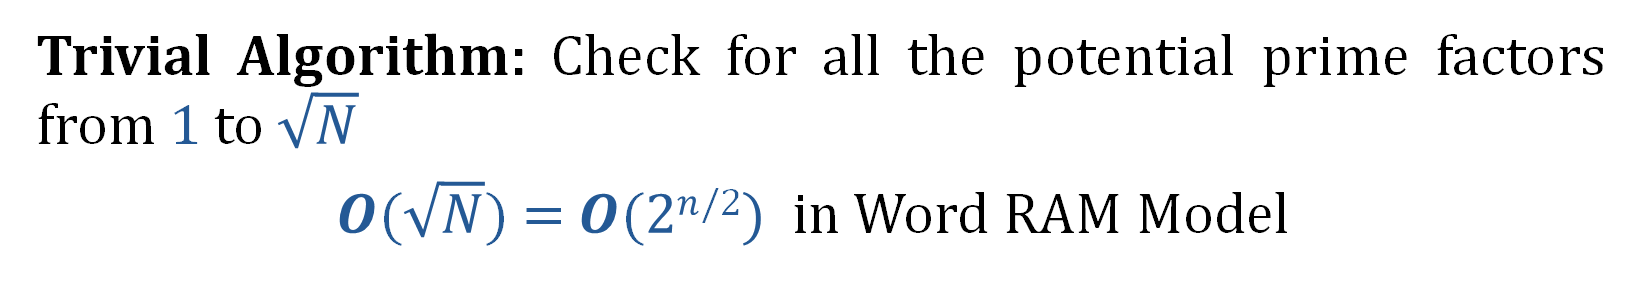 Trivial Algorithm: Check for all the potential prime factors
from 1 to √N
O(√N) = O(2^{n/2}) in Word RAM Model